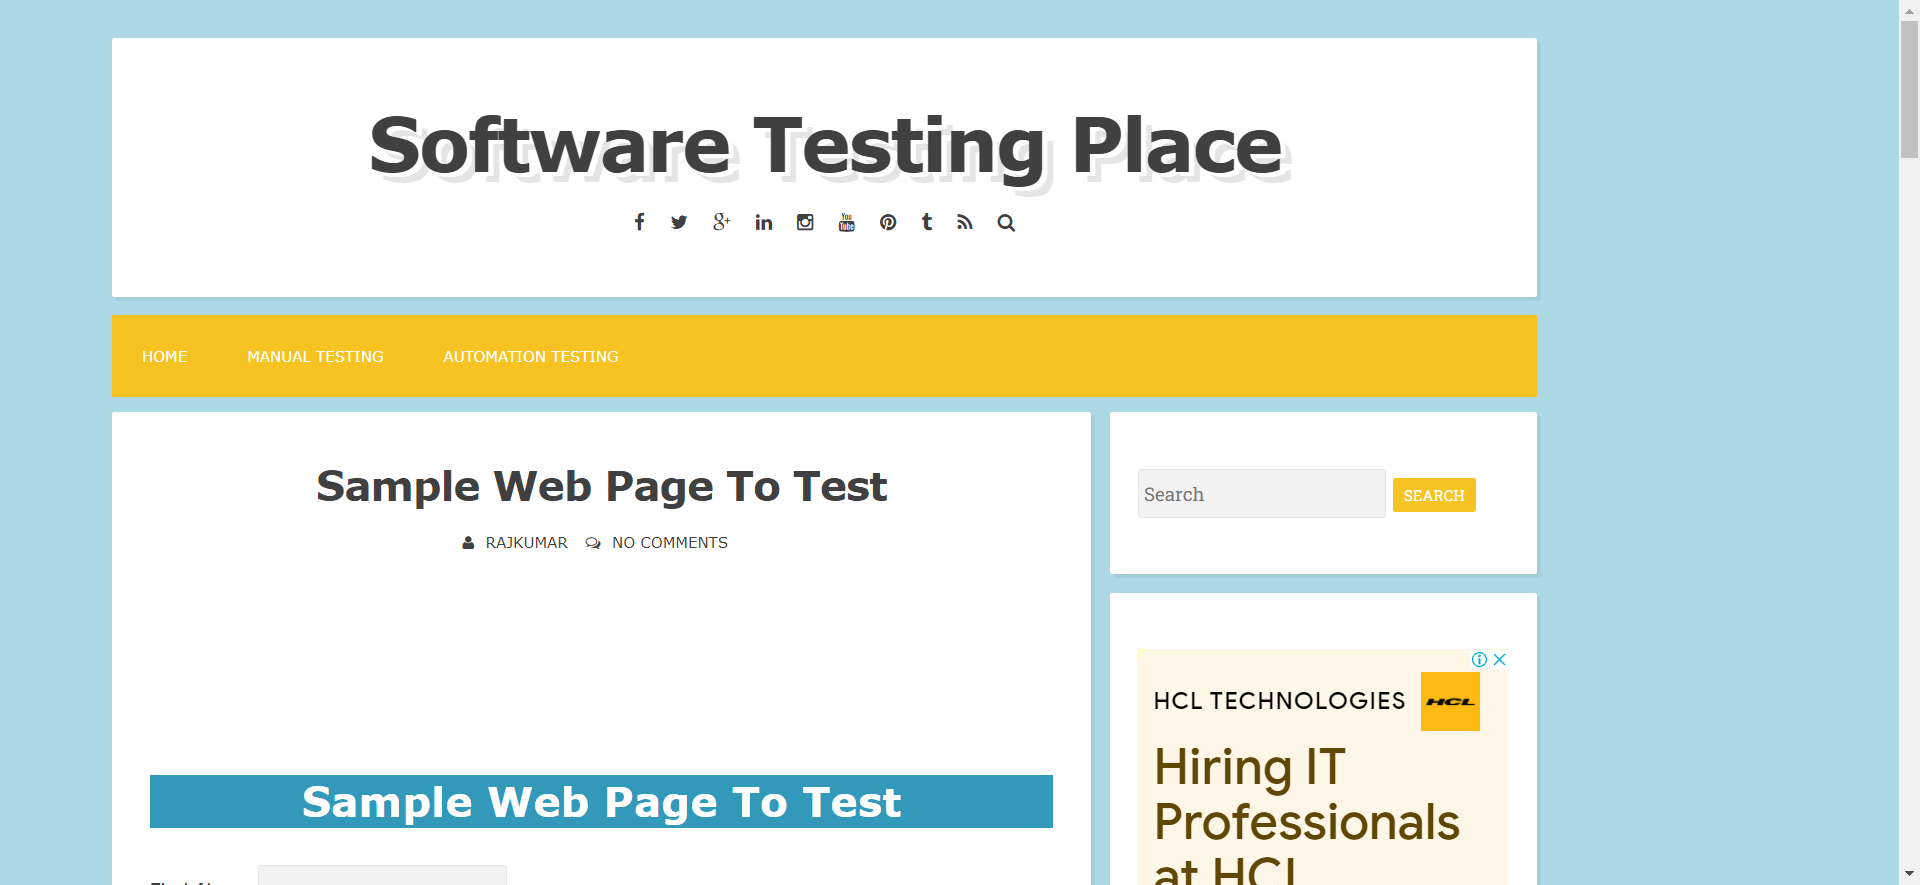 Software Testing Place
HOME MANUAL TESTING AUTOMATION TESTING
Sample Web Page To Test
RAJKUMAR NO COMMENTS
Sample Web Page To Test
Search SEARCH
HCL TECHNOLOGIES HCL
Hiring IT
Professionals
at HCL